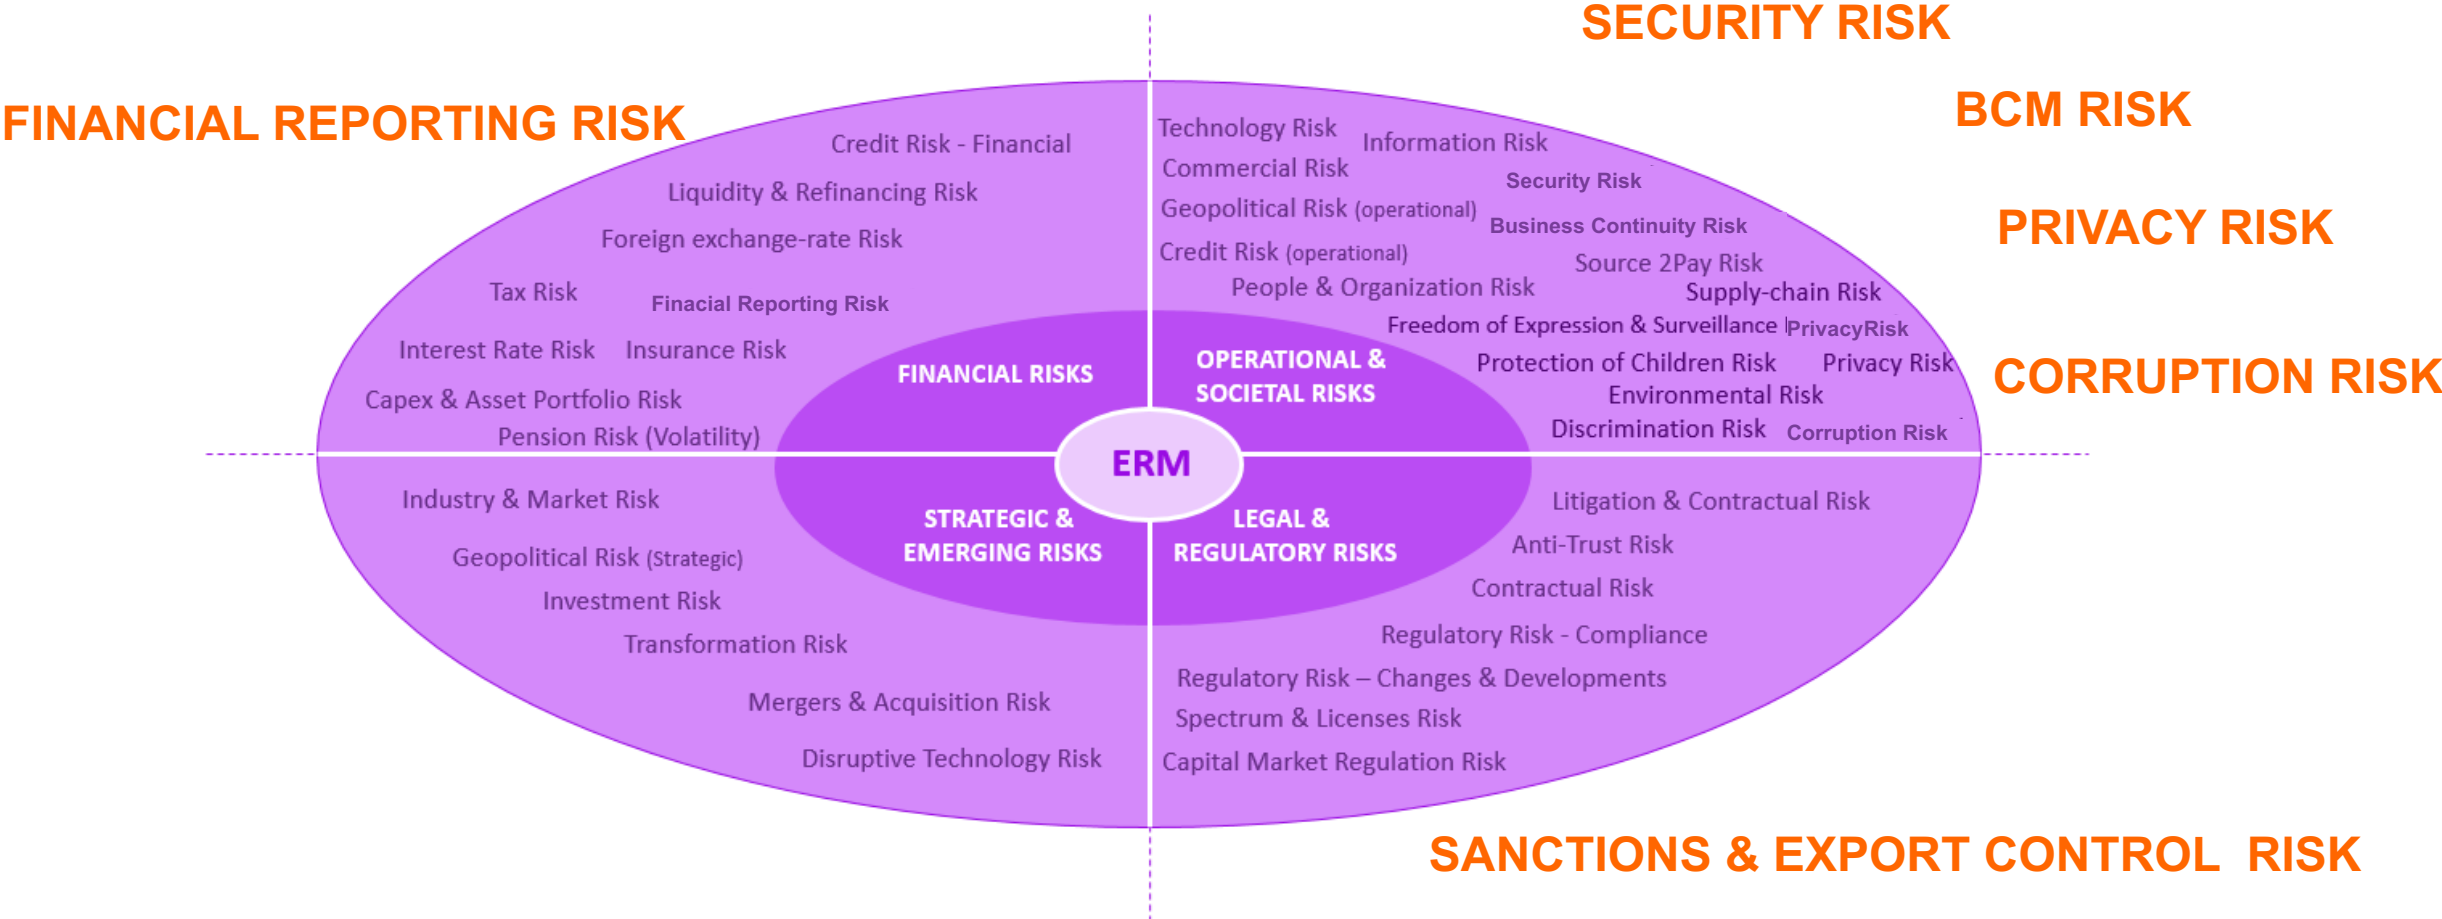 SECURITY RISK
BCM RISK
FINANCIAL REPORTING RISK
PRIVACY RISK
CORRUPTION RISK
Credit Risk - Financial
Liquidity & Refinancing Risk
Foreign exchange-rate Risk
Tax Risk
Finacial Reporting Risk
Interest Rate Risk
Insurance Risk
Capex & Asset Portfolio Risk
Pension Risk (Volatility)
FINANCIAL RISKS
Technology Risk
Information Risk
Commercial Risk
Security Risk
Geopolitical Risk (operational)
Business Continuity Risk
Credit Risk (operational)
Source 2Pay Risk
People & Organization Risk
Supply-chain Risk
Freedom of Expression & Surveillance
PrivacyRisk
Protection of Children Risk
Privacy Risk
Environmental Risk
Discrimination Risk
Corruption Risk
OPERATIONAL &
SOCIETAL RISKS
ERM
Industry & Market Risk
Geopolitical Risk (Strategic)
Investment Risk
Transformation Risk
Mergers & Acquisition Risk
Disruptive Technology Risk
STRATEGIC &
EMERGING RISKS
LEGAL &
REGULATORY RISKS
Litigation & Contractual Risk
Anti-Trust Risk
Contractual Risk
Regulatory Risk - Compliance
Regulatory Risk – Changes & Developments
Spectrum & Licenses Risk
Capital Market Regulation Risk
SANCTIONS & EXPORT CONTROL RISK